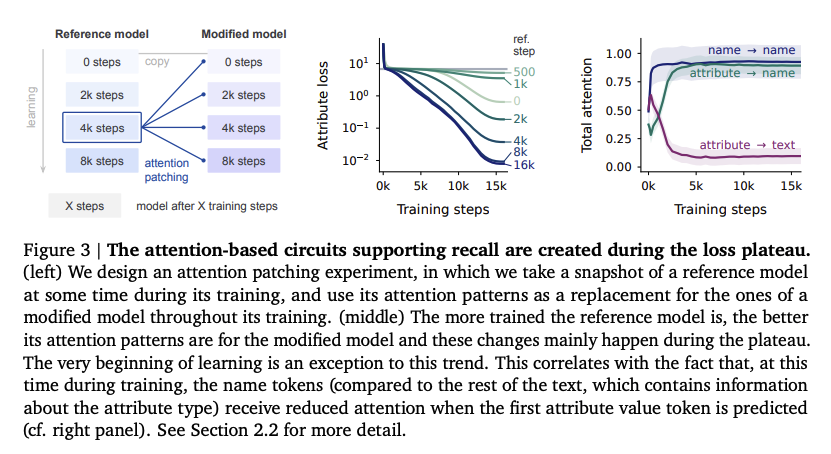 Reference model
Modified model
learning
0 steps
copy
0 steps
2k steps
2k steps
4k steps
4k steps
8k steps
attention
patching
8k steps
X steps
model after X training steps
Attribute loss
10¹
10⁰
10⁻¹
10⁻²
0k
5k
10k
15k
Training steps
ref.
step
500
1k
0
2k
4k
8k
16k
Total attention
1.00
0.75
0.50
0.25
0.00
name → name
attribute → name
attribute → text
0k
5k
10k
15k
Training steps
Figure 3 | The attention-based circuits supporting recall are created during the loss plateau.
(left) We design an attention patching experiment, in which we take a snapshot of a reference model
at some time during its training, and use its attention patterns as a replacement for the ones of a
modified model throughout its training. (middle) The more trained the reference model is, the better
its attention patterns are for the modified model and these changes mainly happen during the plateau.
The very beginning of learning is an exception to this trend. This correlates with the fact that, at this
time during training, the name tokens (compared to the rest of the text, which contains information
about the attribute type) receive reduced attention when the first attribute value token is predicted
(cf. right panel). See Section 2.2 for more detail.